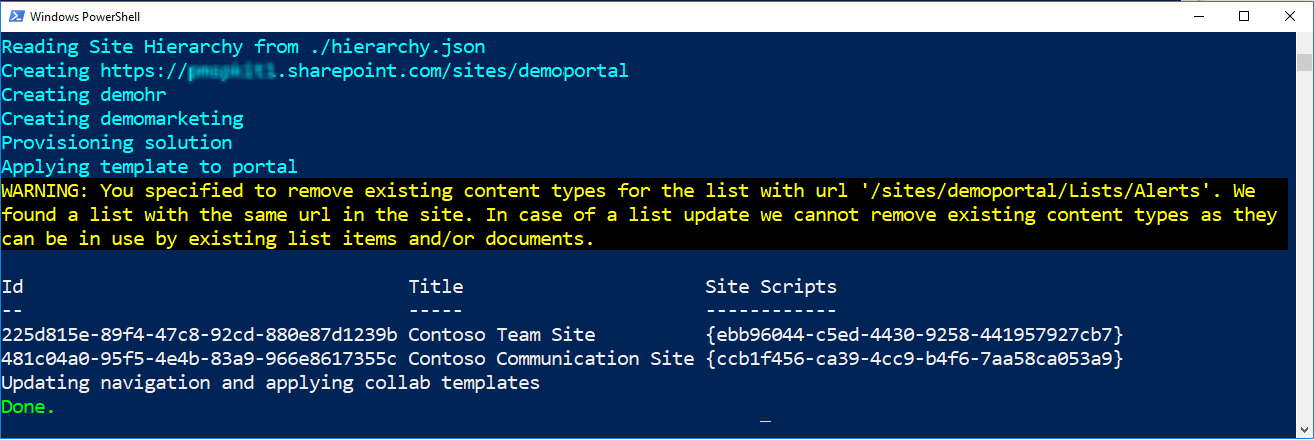 Windows PowerShell
Reading Site Hierarchy from ./hierarchy.json
Creating https:// .sharepoint.com/sites/demoportal
Creating demohr
Creating demomarketing
Provisioning solution
Applying template to portal
WARNING: You specified to remove existing content types for the list with url '/sites/demoportal/Lists/Alerts'. We
found a list with the same url in the site. In case of a list update we cannot remove existing content types as they
can be in use by existing list items and/or documents.
Id Title Site Scripts
-- ----- ------------
225d815e-89f4-47c8-92cd-880e87d1239b Contoso Team Site {ebb96044-c5ed-4430-9258-441957927cb7}
481c04a0-95f5-4e4b-83a9-966e8617355c Contoso Communication Site {ccb1f456-ca39-4cc9-b4f6-7aa58ca053a9}
Updating navigation and applying collab templates
Done.